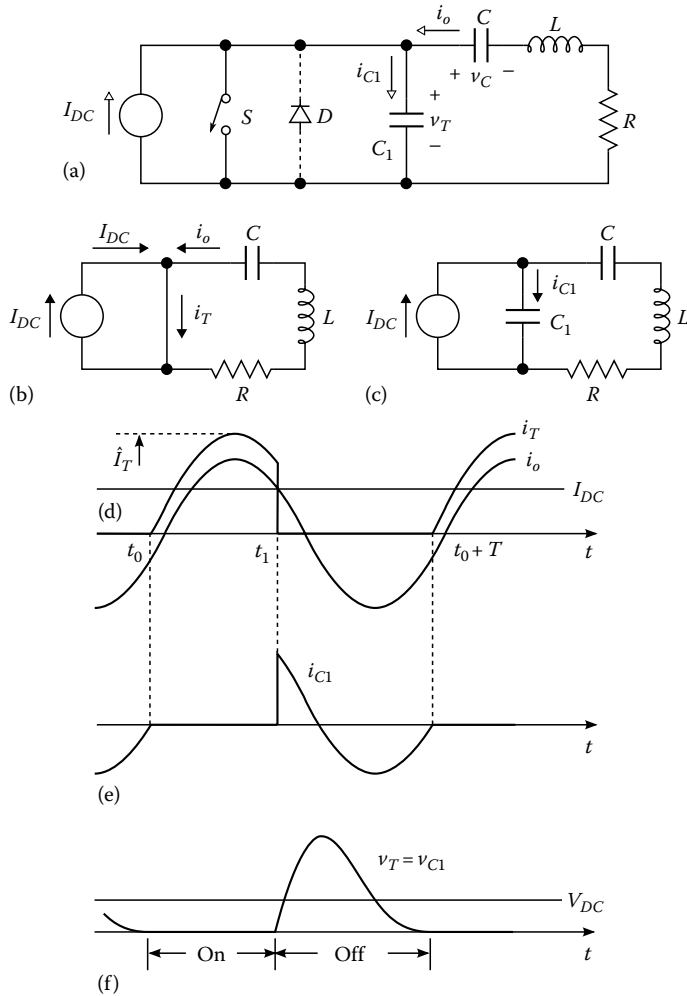 i_o C L
I_DC S D i_C1 + v_C − R
+ v_T − C_1
(a)
I_DC i_o C
I_DC i_T L
R
(b)
C
I_DC i_C1 C_1 L
R
(c)
Î_T i_T
i_o
I_DC
(d)
t_0 t_1 t_0 + T t
i_C1
t
(e)
v_T = v_C1
V_DC
t
On Off
(f)